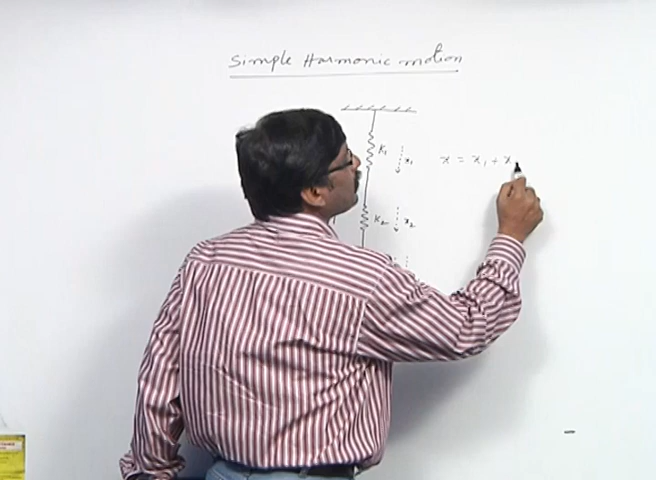 Simple Harmonic motion
K1 x1
x = x1 + x
K2 x2